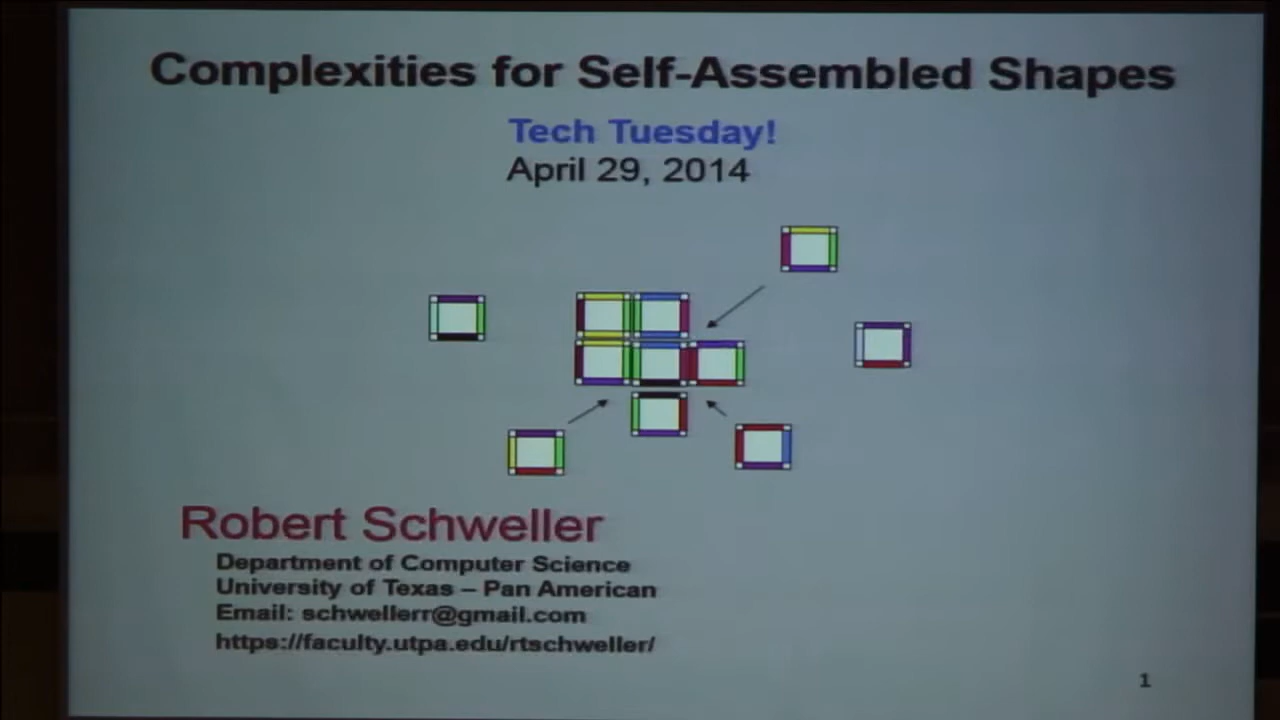 Complexities for Self-Assembled Shapes
Tech Tuesday!
April 29, 2014
Robert Schweller
Department of Computer Science
University of Texas – Pan American
Email: schwellerr@gmail.com
https://faculty.utpa.edu/rtschweller/
1